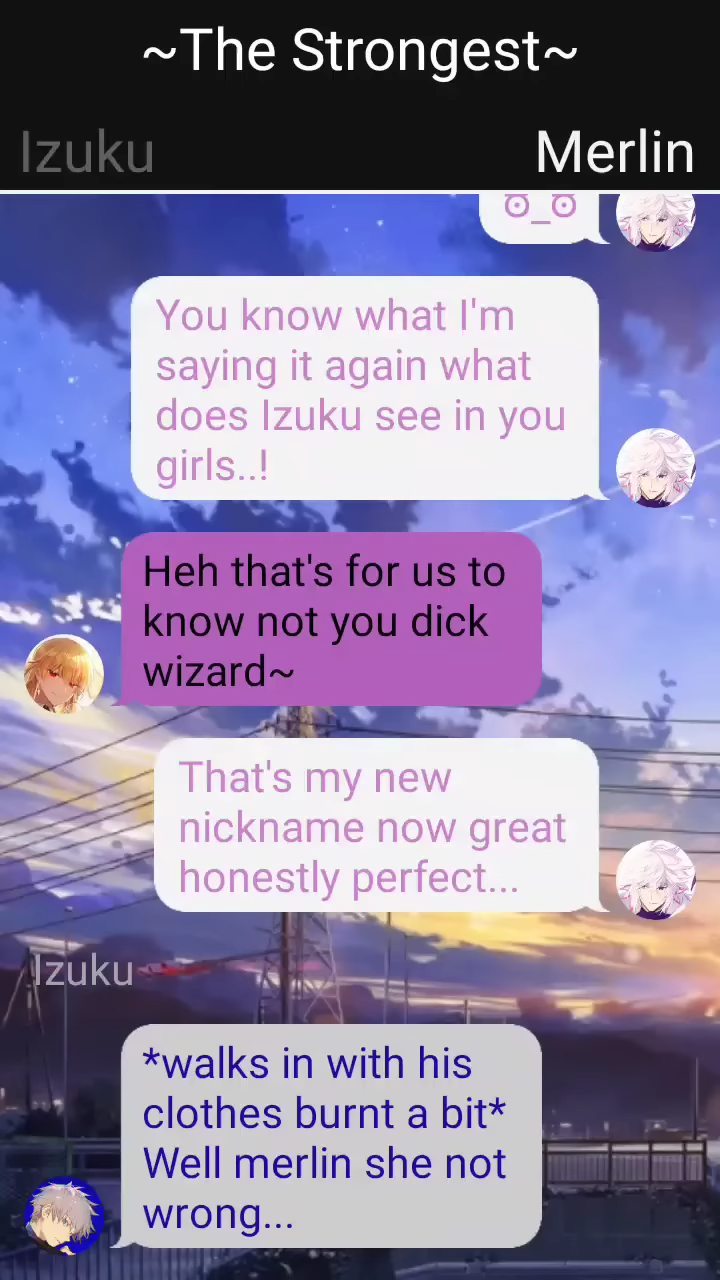 ~The Strongest~
Izuku
Merlin
ʘ_ʘ
You know what I'm
saying it again what
does Izuku see in you
girls..!
Heh that's for us to
know not you dick
wizard~
That's my new
nickname now great
honestly perfect...
Izuku
*walks in with his
clothes burnt a bit*
Well merlin she not
wrong...